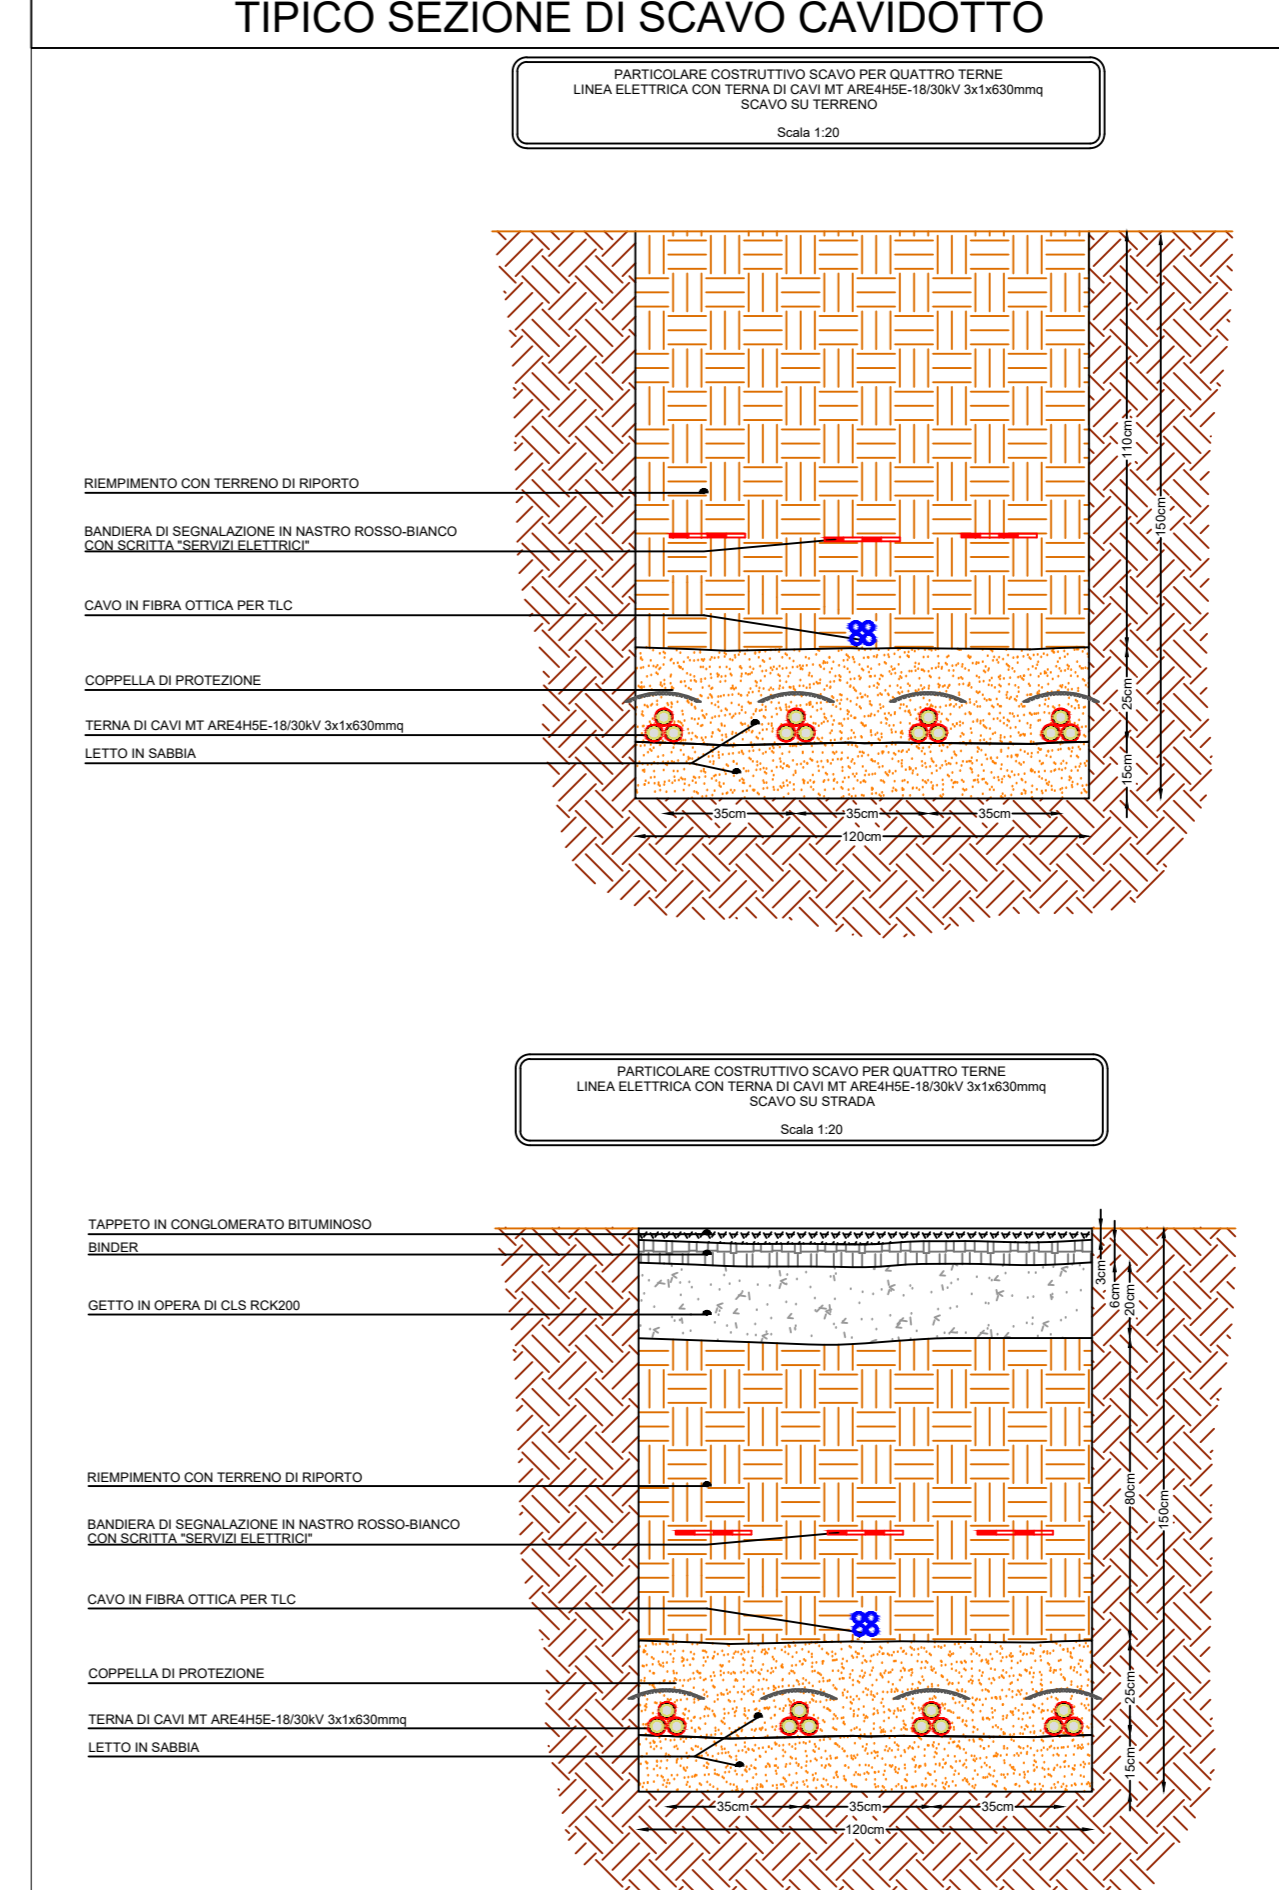 TIPICO SEZIONE DI SCAVO CAVIDOTTO
PARTICOLARE COSTRUTTIVO SCAVO PER QUATTRO TERNE
LINEA ELETTRICA CON TERNA DI CAVI MT ARE4H5E-18/30kV 3x1x630mmq
SCAVO SU TERRENO
Scala 1:20
RIEMPIMENTO CON TERRENO DI RIPORTO
BANDIERA DI SEGNALAZIONE IN NASTRO ROSSO-BIANCO
CON SCRITTA "SERVIZI ELETTRICI"
CAVO IN FIBRA OTTICA PER TLC
COPPELLA DI PROTEZIONE
TERNA DI CAVI MT ARE4H5E-18/30kV 3x1x630mmq
LETTO IN SABBIA
110cm
150cm
25cm
15cm
35cm
35cm
35cm
120cm
PARTICOLARE COSTRUTTIVO SCAVO PER QUATTRO TERNE
LINEA ELETTRICA CON TERNA DI CAVI MT ARE4H5E-18/30kV 3x1x630mmq
SCAVO SU STRADA
Scala 1:20
TAPPETO IN CONGLOMERATO BITUMINOSO
BINDER
GETTO IN OPERA DI CLS RCK200
RIEMPIMENTO CON TERRENO DI RIPORTO
BANDIERA DI SEGNALAZIONE IN NASTRO ROSSO-BIANCO
CON SCRITTA "SERVIZI ELETTRICI"
CAVO IN FIBRA OTTICA PER TLC
COPPELLA DI PROTEZIONE
TERNA DI CAVI MT ARE4H5E-18/30kV 3x1x630mmq
LETTO IN SABBIA
3cm
6cm
20cm
80cm
150cm
25cm
15cm
35cm
35cm
35cm
120cm